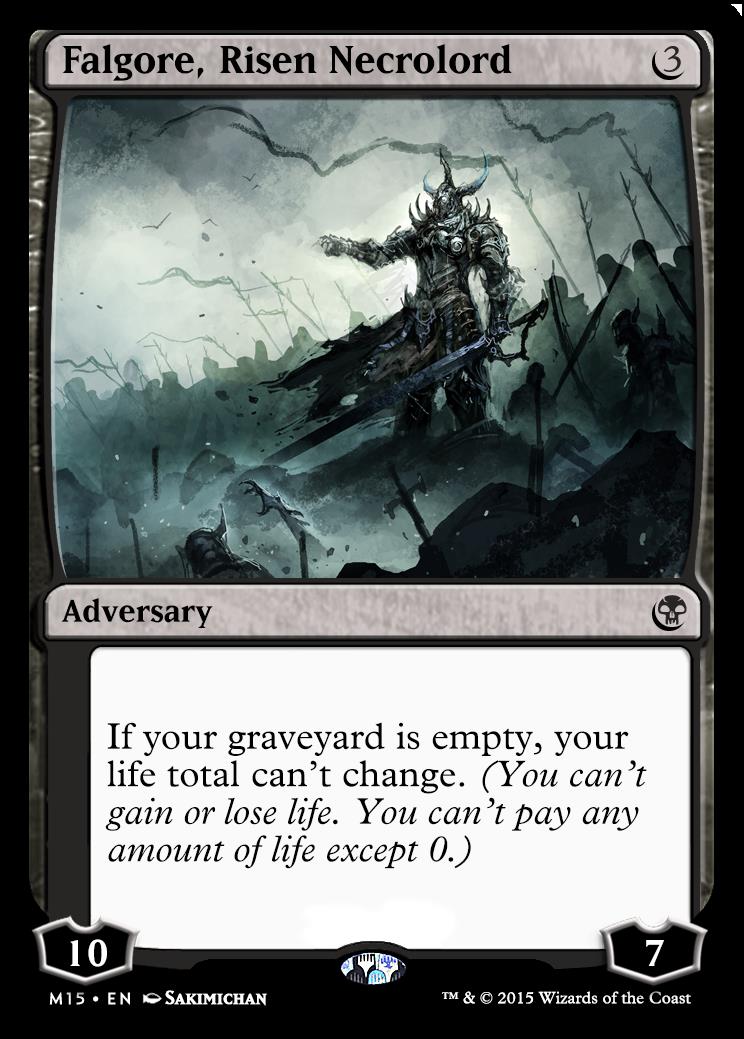 Falgore, Risen Necrolord 3
Adversary
If your graveyard is empty, your
life total can't change. (You can't
gain or lose life. You can't pay any
amount of life except 0.)
10 7
M15 • EN SAKIMICHAN ™ & © 2015 Wizards of the Coast